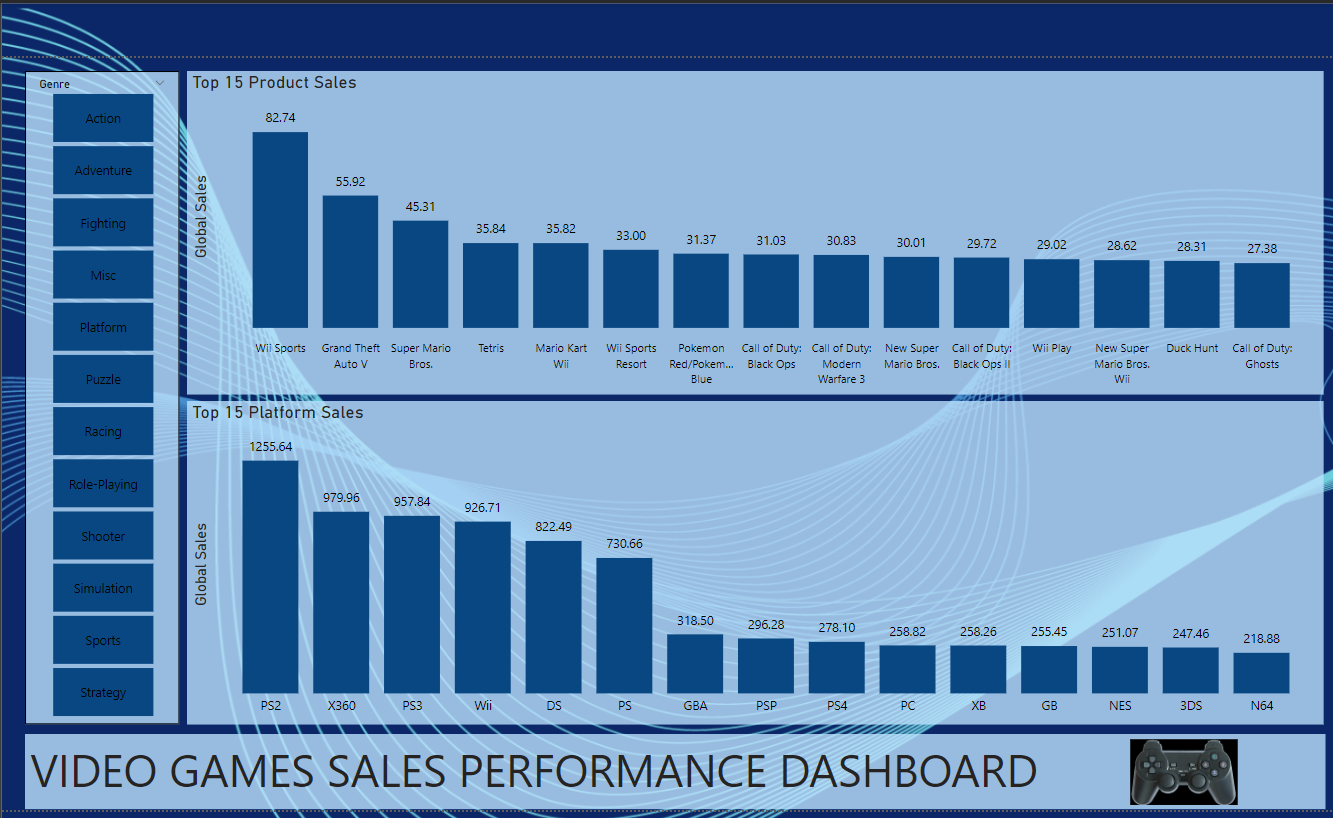 Genre
Action
Adventure
Fighting
Misc
Platform
Puzzle
Racing
Role-Playing
Shooter
Simulation
Sports
Strategy
Top 15 Product Sales
Global Sales
82.74
55.92
45.31
35.84
35.82
33.00
31.37
31.03
30.83
30.01
29.72
29.02
28.62
28.31
27.38
Wii Sports
Grand Theft
Auto V
Super Mario
Bros.
Tetris
Mario Kart
Wii
Wii Sports
Resort
Pokemon
Red/Pokem...
Blue
Call of Duty:
Black Ops
Call of Duty:
Modern
Warfare 3
New Super
Mario Bros.
Call of Duty:
Black Ops II
Wii Play
New Super
Mario Bros.
Wii
Duck Hunt
Call of Duty:
Ghosts
Top 15 Platform Sales
Global Sales
1255.64
979.96
957.84
926.71
822.49
730.66
318.50
296.28
278.10
258.82
258.26
255.45
251.07
247.46
218.88
PS2
X360
PS3
Wii
DS
PS
GBA
PSP
PS4
PC
XB
GB
NES
3DS
N64
VIDEO GAMES SALES PERFORMANCE DASHBOARD